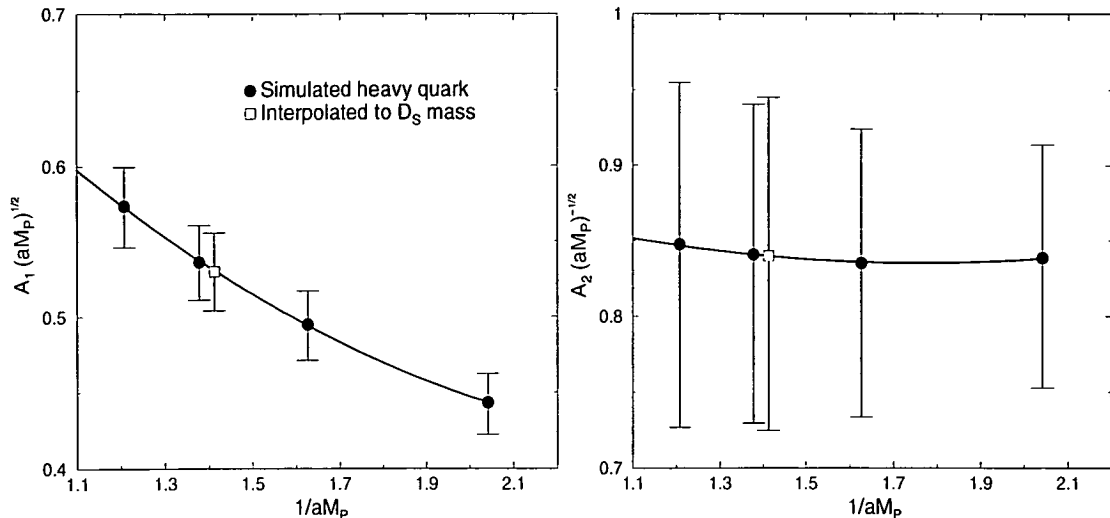 0.7
0.6
0.5
0.4
A₁ (aM_P)^{1/2}
● Simulated heavy quark
□ Interpolated to D_S mass
1.1 1.3 1.5 1.7 1.9 2.1
1/aM_P
1
0.9
0.8
0.7
A₂ (aM_P)^{-1/2}
1.1 1.3 1.5 1.7 1.9 2.1
1/aM_P